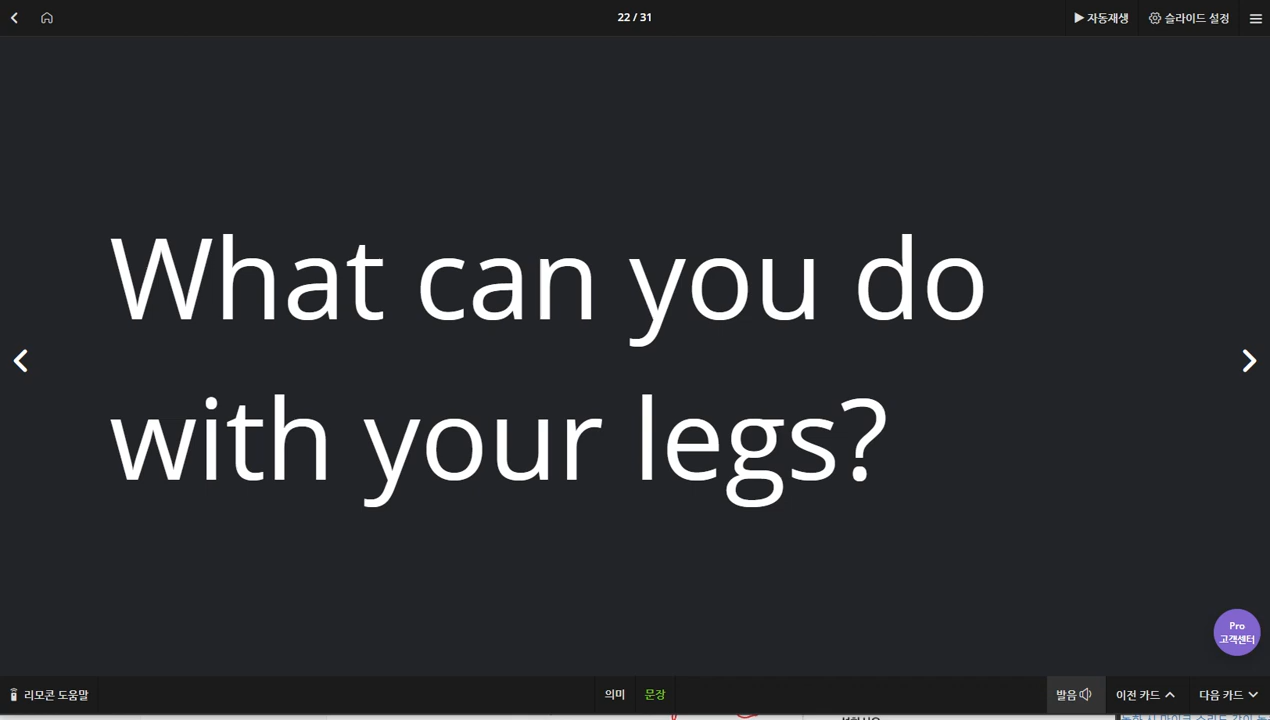 22 / 31
자동재생
슬라이드 설정
What can you do
with your legs?
Pro
고객센터
리모콘 도움말
의미
문장
발음
이전 카드
다음 카드